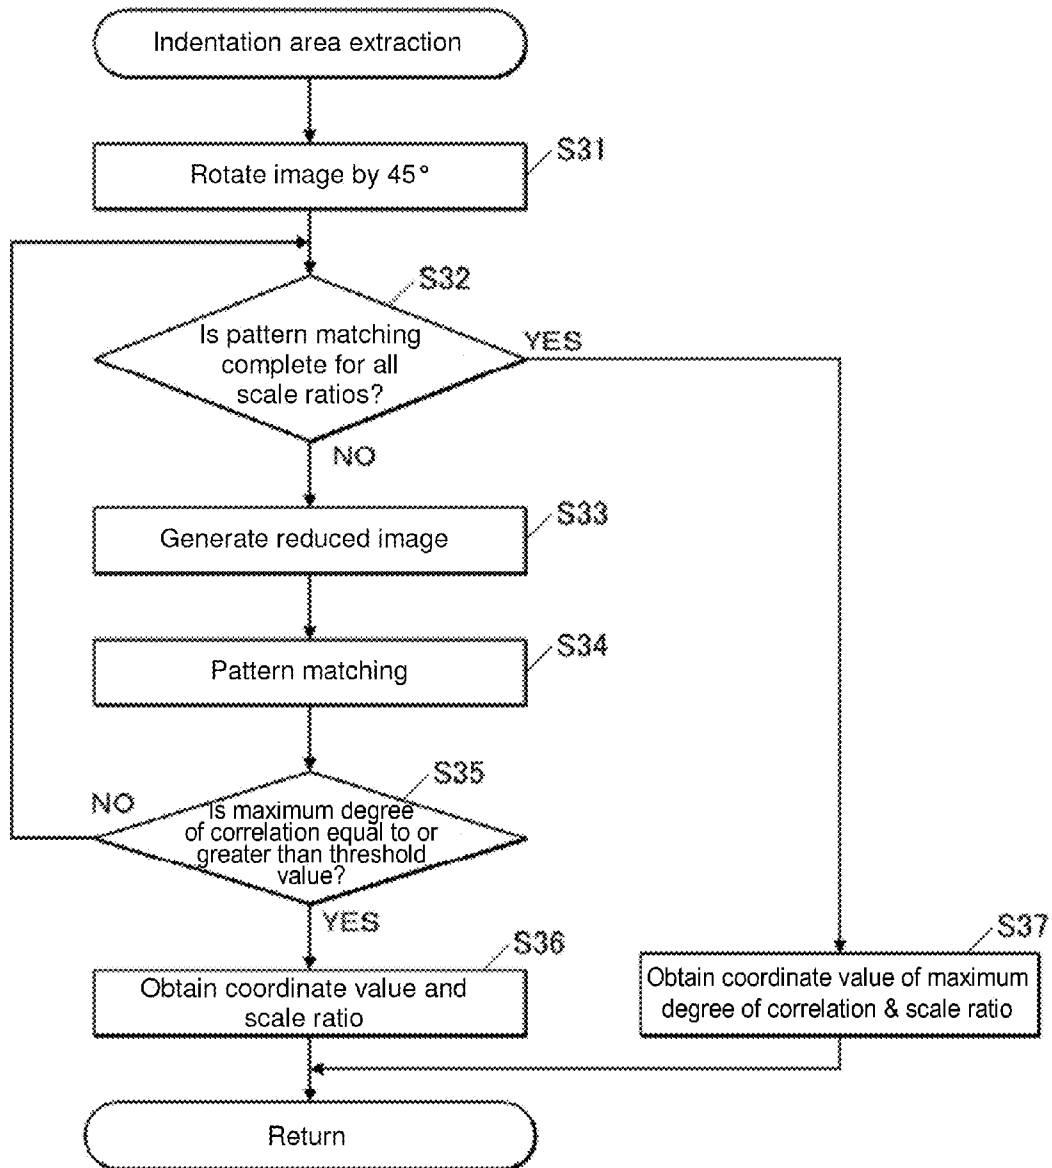 Indentation area extraction
S31
Rotate image by 45°
S32
Is pattern matching
complete for all
scale ratios?
YES
NO
S33
Generate reduced image
S34
Pattern matching
S35
NO
Is maximum degree
of correlation equal to or
greater than threshold
value?
YES
S36
Obtain coordinate value and
scale ratio
S37
Obtain coordinate value of maximum
degree of correlation & scale ratio
Return